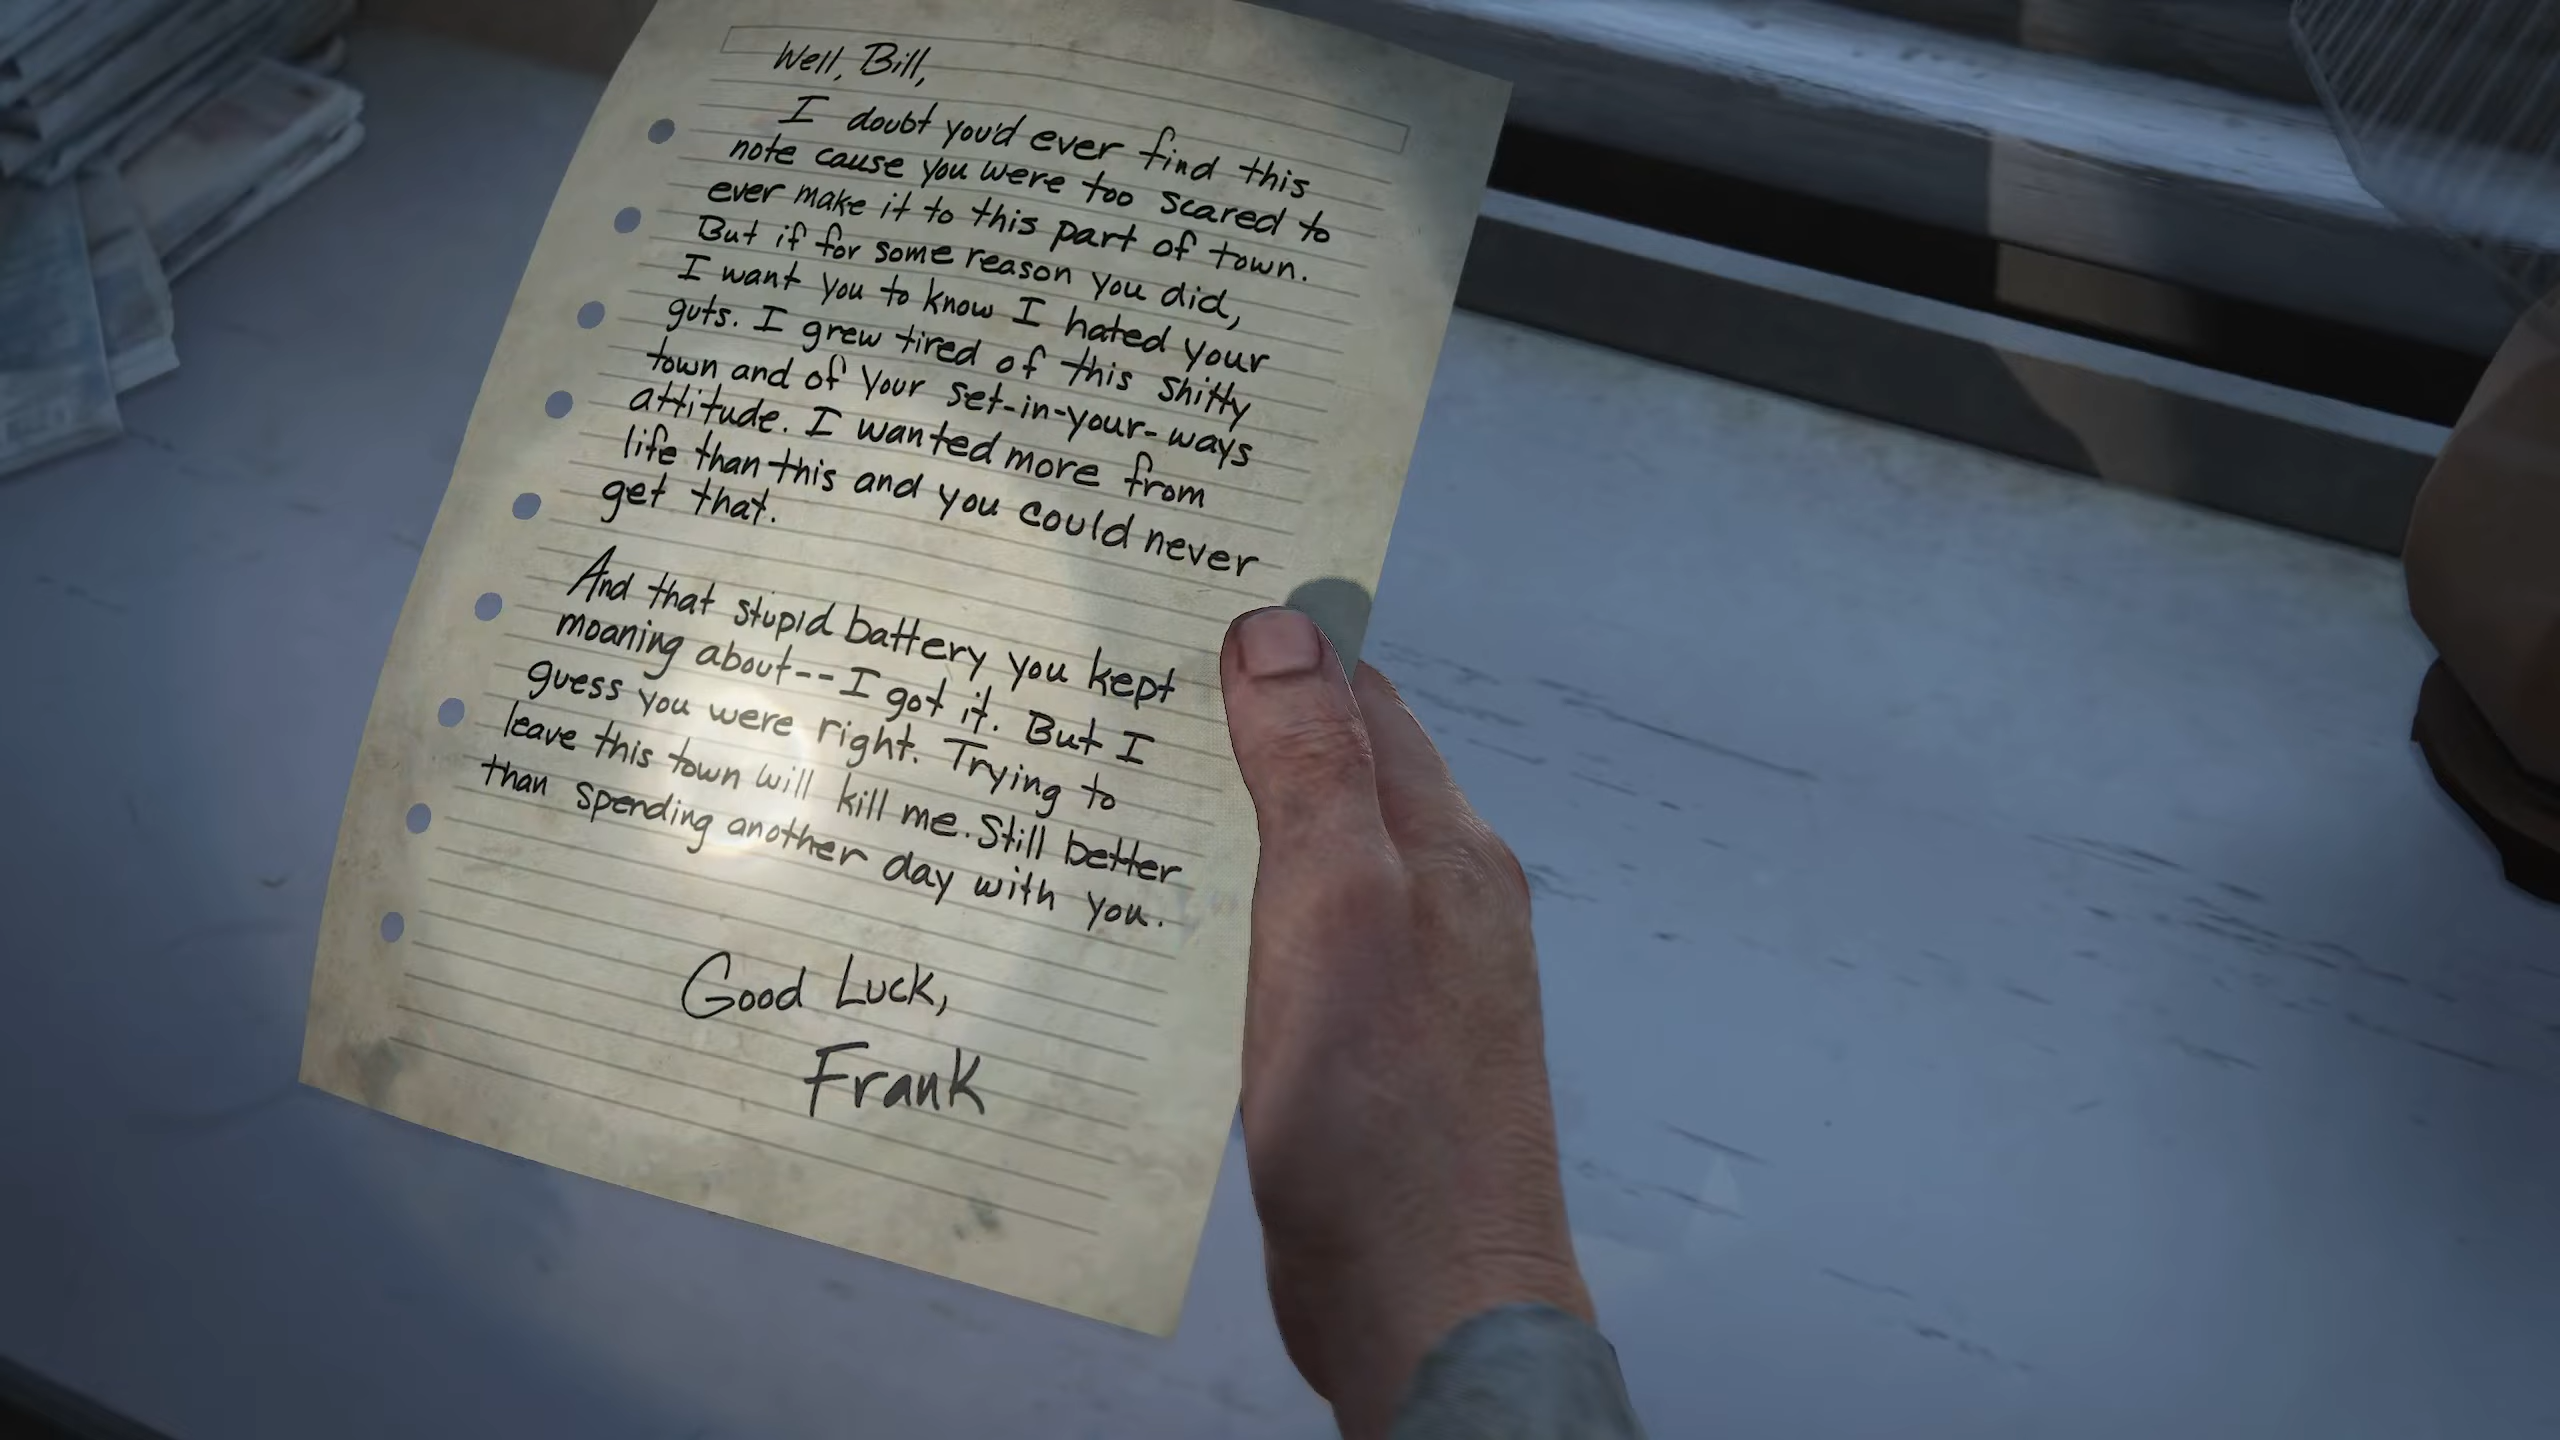 Well, Bill,
I doubt you'd ever find this
note cause you were too scared to
ever make it to this part of town.
But if for some reason you did,
I want you to know I hated your
guts. I grew tired of this shitty
town and of your set-in-your-ways
attitude. I wanted more from
life than this and you could never
get that.
And that stupid battery you kept
moaning about--I got it. But I
guess you were right. Trying to
leave this town will kill me. Still better
than spending another day with you.
Good Luck,
Frank